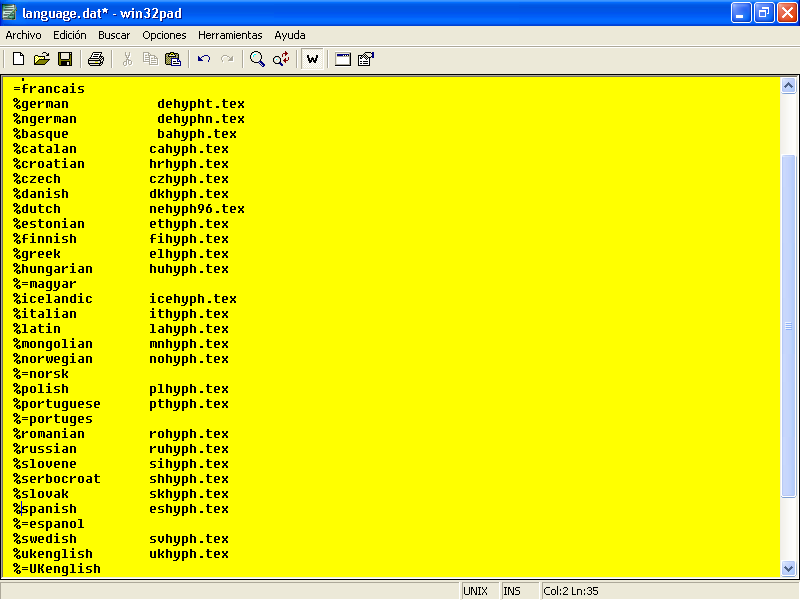 language.dat* - win32pad
Archivo Edición Buscar Opciones Herramientas Ayuda
W
=francais
%german dehypht.tex
%ngerman dehyphn.tex
%basque bahyph.tex
%catalan cahyph.tex
%croatian hrhyph.tex
%czech czhyph.tex
%danish dkhyph.tex
%dutch nehyph96.tex
%estonian ethyph.tex
%finnish fihyph.tex
%greek elhyph.tex
%hungarian huhyph.tex
%=magyar
%icelandic icehyph.tex
%italian ithyph.tex
%latin lahyph.tex
%mongolian mnhyph.tex
%norwegian nohyph.tex
%=norsk
%polish plhyph.tex
%portuguese pthyph.tex
%=portuges
%romanian rohyph.tex
%russian ruhyph.tex
%slovene sihyph.tex
%serbocroat shhyph.tex
%slovak skhyph.tex
%spanish eshyph.tex
%=espanol
%swedish svhyph.tex
%ukenglish ukhyph.tex
%=UKenglish
UNIX INS Col:2 Ln:35